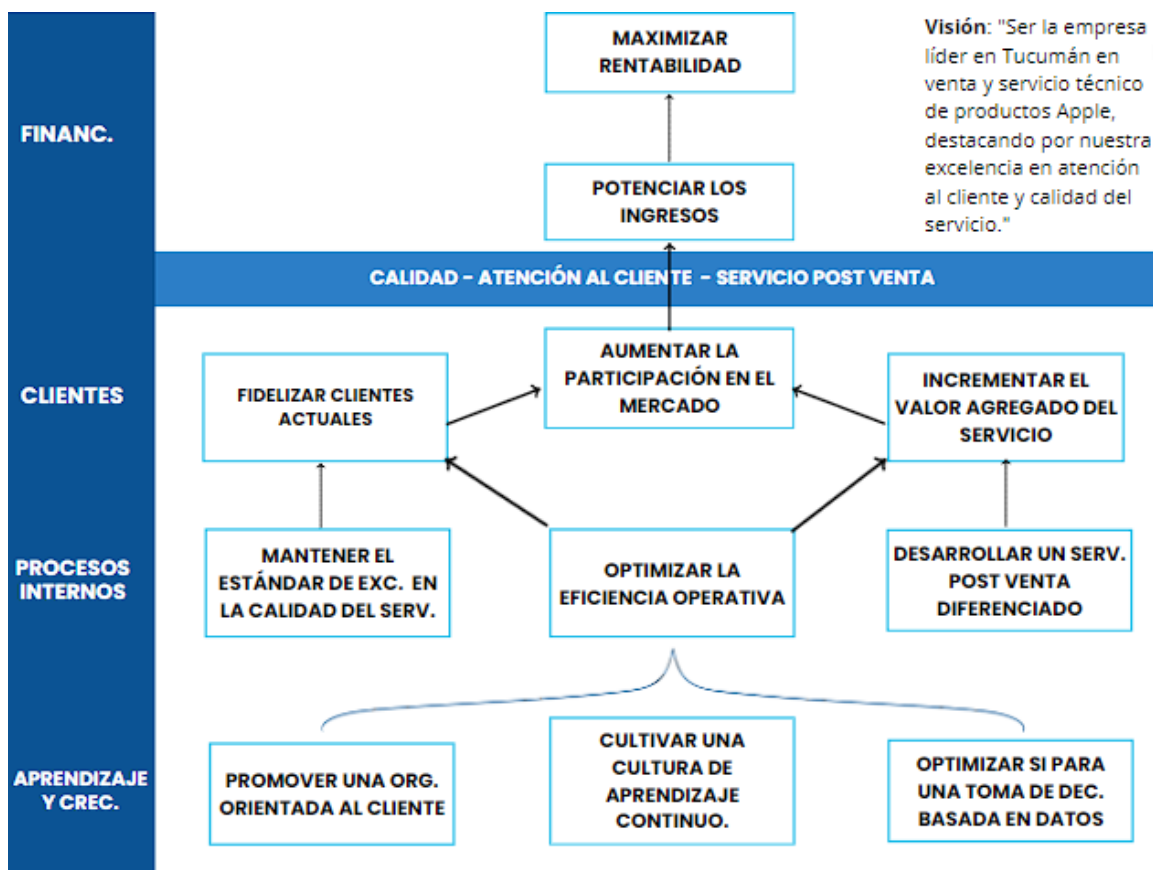 MAXIMIZAR
RENTABILIDAD
Visión: "Ser la empresa
líder en Tucumán en
venta y servicio técnico
de productos Apple,
destacando por nuestra
excelencia en atención
al cliente y calidad del
servicio."
FINANC.
POTENCIAR LOS
INGRESOS
CALIDAD - ATENCIÓN AL CLIENTE - SERVICIO POST VENTA
CLIENTES
FIDELIZAR CLIENTES
ACTUALES
AUMENTAR LA
PARTICIPACIÓN EN EL
MERCADO
INCREMENTAR EL
VALOR AGREGADO DEL
SERVICIO
PROCESOS
INTERNOS
MANTENER EL
ESTÁNDAR DE EXC. EN
LA CALIDAD DEL SERV.
OPTIMIZAR LA
EFICIENCIA OPERATIVA
DESARROLLAR UN SERV.
POST VENTA
DIFERENCIADO
APRENDIZAJE
Y CREC.
PROMOVER UNA ORG.
ORIENTADA AL CLIENTE
CULTIVAR UNA
CULTURA DE
APRENDIZAJE
CONTINUO.
OPTIMIZAR SI PARA
UNA TOMA DE DEC.
BASADA EN DATOS